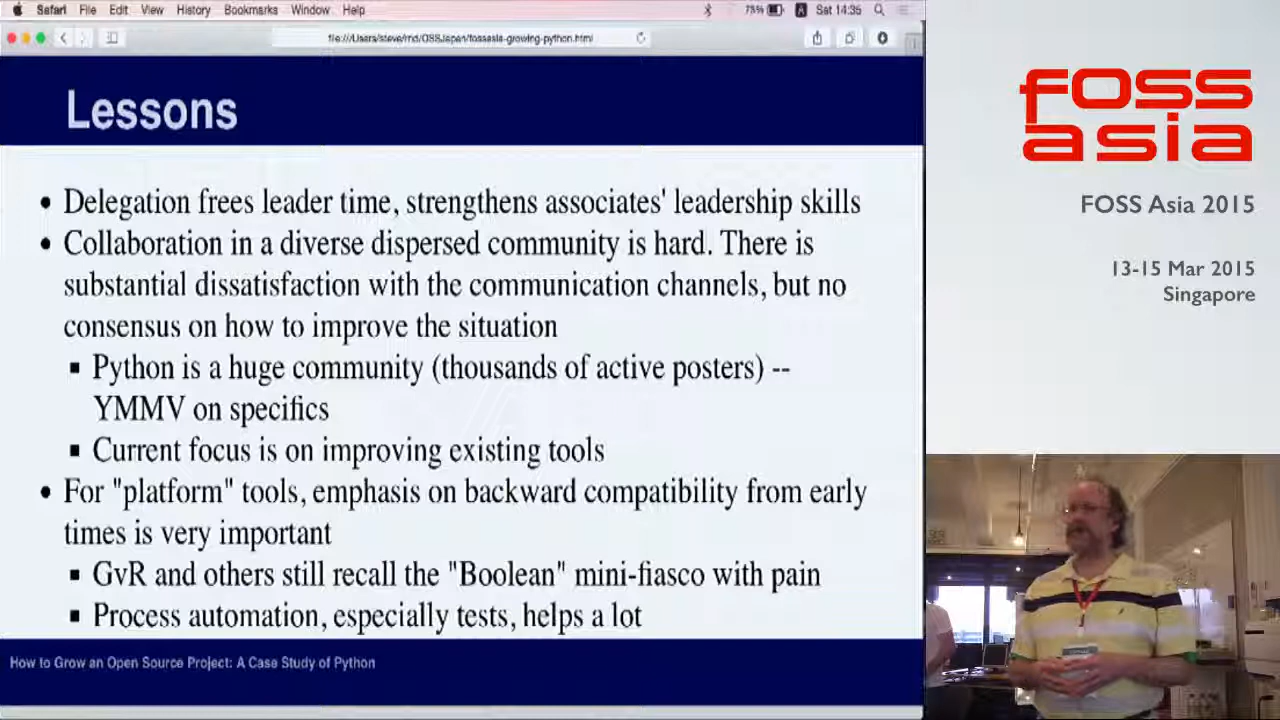 Safari File Edit View History Bookmarks Window Help
75% Sat 14:35
file:///Users/steve/rnd/OSSJapan/fossasia-growing-python.html
Lessons
• Delegation frees leader time, strengthens associates' leadership skills
• Collaboration in a diverse dispersed community is hard. There is
substantial dissatisfaction with the communication channels, but no
consensus on how to improve the situation
▪ Python is a huge community (thousands of active posters) --
YMMV on specifics
▪ Current focus is on improving existing tools
• For "platform" tools, emphasis on backward compatibility from early
times is very important
▪ GvR and others still recall the "Boolean" mini-fiasco with pain
▪ Process automation, especially tests, helps a lot
How to Grow an Open Source Project: A Case Study of Python
FOSS
asia
FOSS Asia 2015
13-15 Mar 2015
Singapore